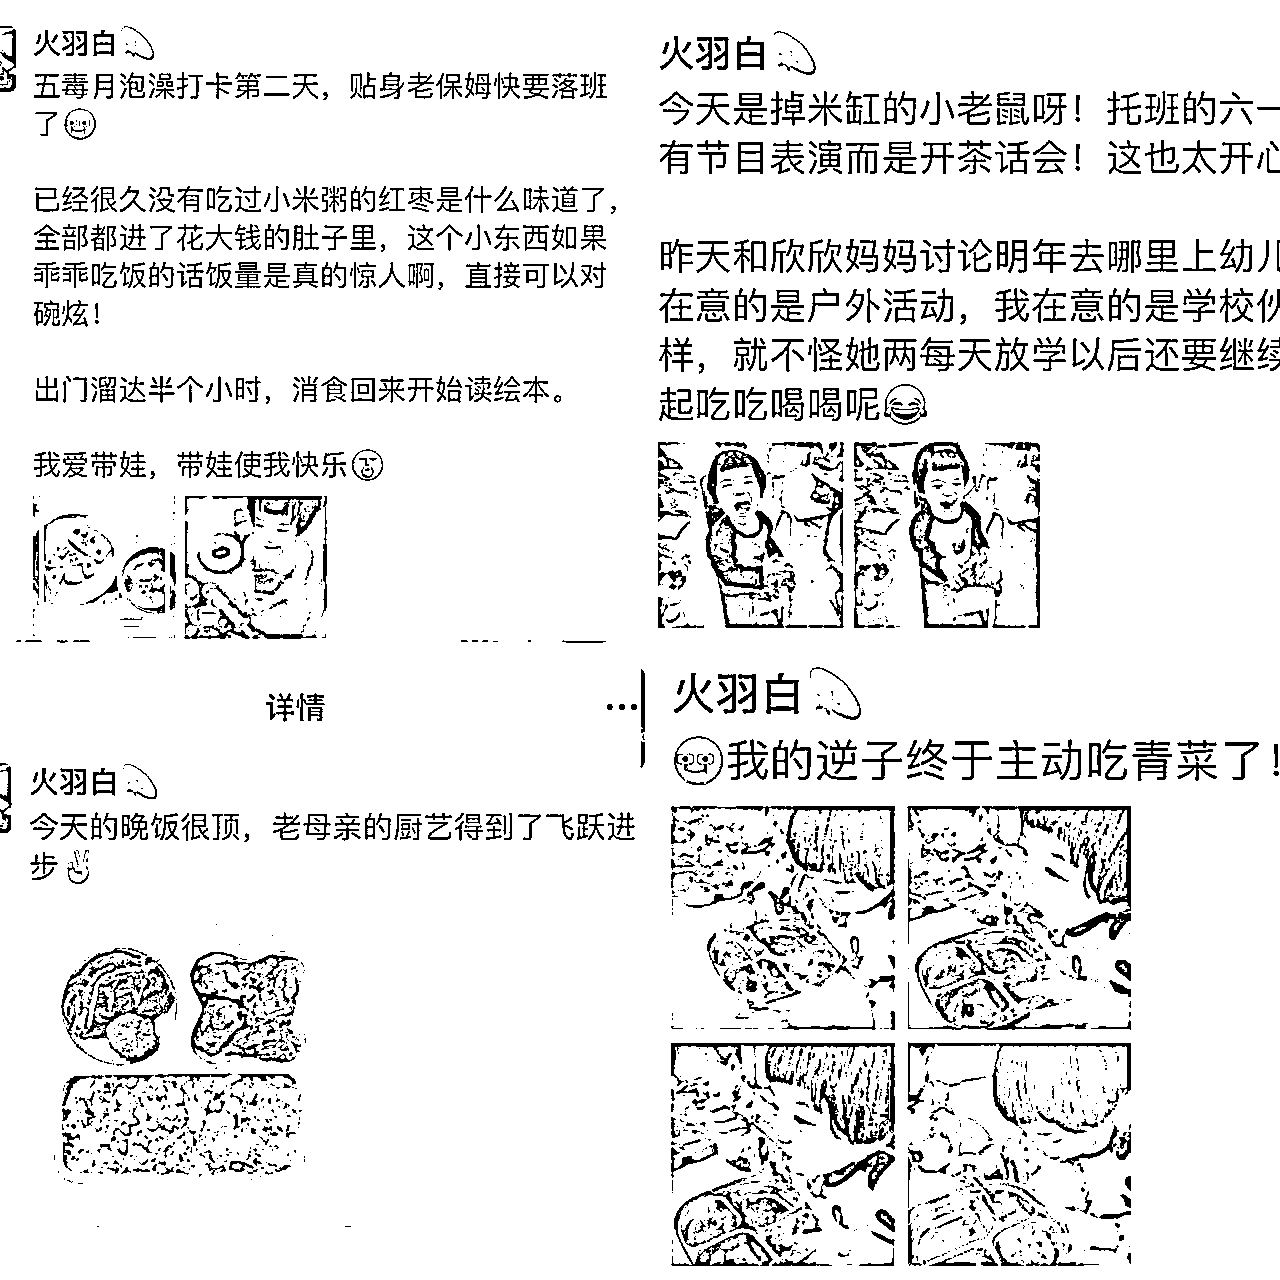 火羽白
五毒月泡澡打卡第二天，贴身老保姆快要落班
了
已经很久没有吃过小米粥的红枣是什么味道了，
全部都进了花大钱的肚子里，这个小东西如果
乖乖吃饭的话饭量是真的惊人啊，直接可以对
碗炫！
出门溜达半个小时，消食回来开始读绘本。
我爱带娃，带娃使我快乐
火羽白
今天是掉米缸的小老鼠呀！托班的六一
有节目表演而是开茶话会！这也太开心
昨天和欣欣妈妈讨论明年去哪里上幼儿
在意的是户外活动，我在意的是学校伙
样，就不怪她两每天放学以后还要继续
起吃吃喝喝呢
详情
火羽白
今天的晚饭很顶，老母亲的厨艺得到了飞跃进
步
火羽白
我的逆子终于主动吃青菜了！